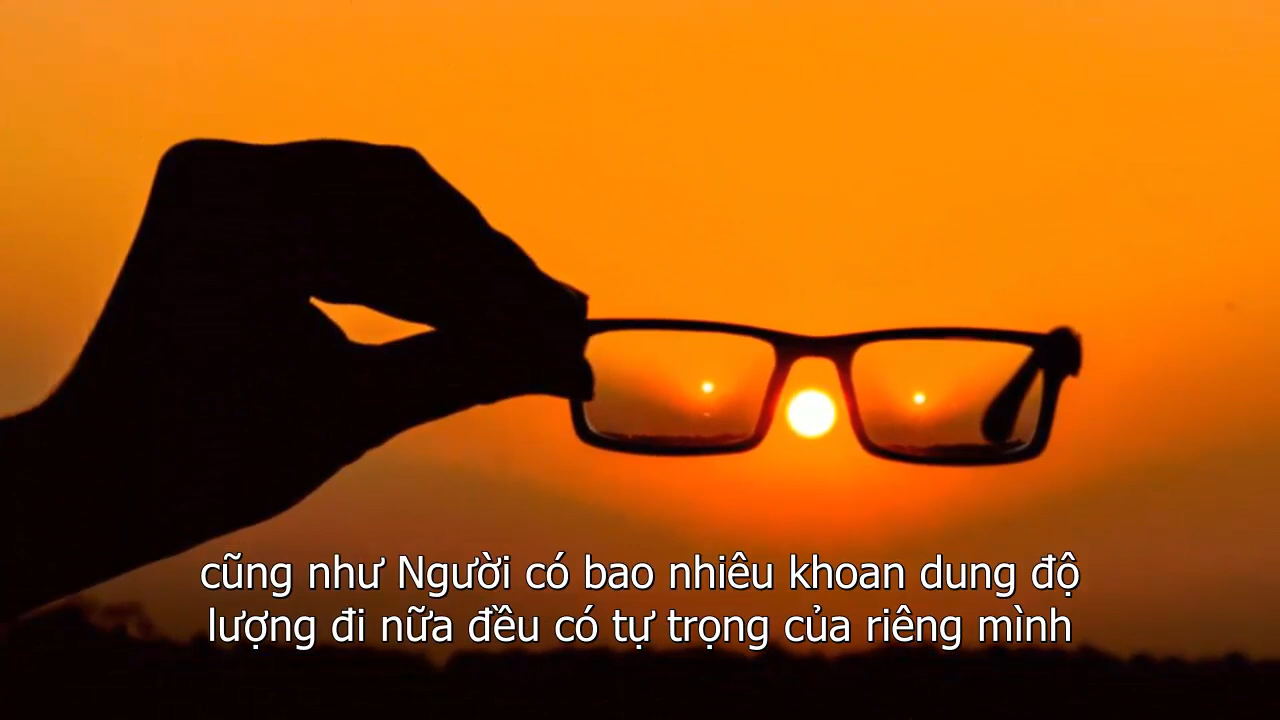 cũng như Người có bao nhiêu khoan dung độ
lượng đi nữa đều có tự trọng của riêng mình